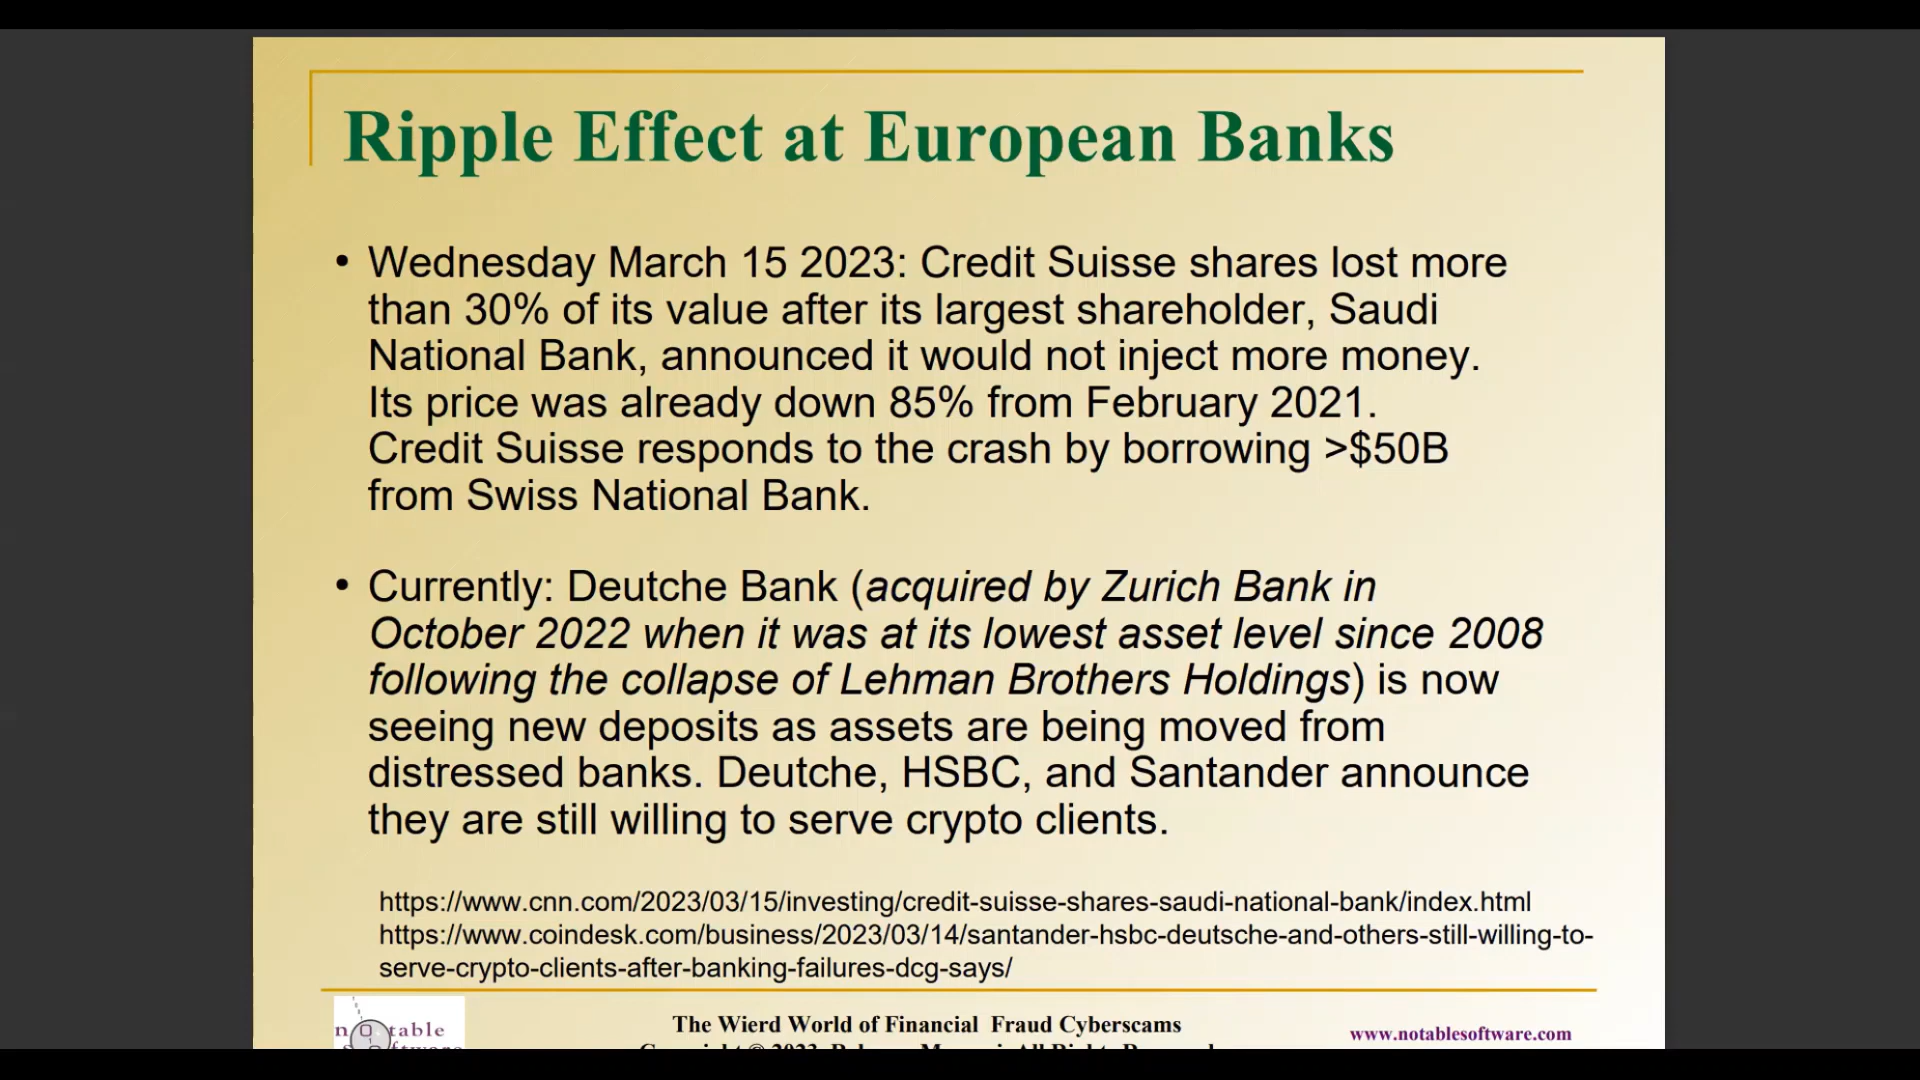 Ripple Effect at European Banks
• Wednesday March 15 2023: Credit Suisse shares lost more
than 30% of its value after its largest shareholder, Saudi
National Bank, announced it would not inject more money.
Its price was already down 85% from February 2021.
Credit Suisse responds to the crash by borrowing >$50B
from Swiss National Bank.
• Currently: Deutche Bank (acquired by Zurich Bank in
October 2022 when it was at its lowest asset level since 2008
following the collapse of Lehman Brothers Holdings) is now
seeing new deposits as assets are being moved from
distressed banks. Deutche, HSBC, and Santander announce
they are still willing to serve crypto clients.
https://www.cnn.com/2023/03/15/investing/credit-suisse-shares-saudi-national-bank/index.html
https://www.coindesk.com/business/2023/03/14/santander-hsbc-deutsche-and-others-still-willing-to-
serve-crypto-clients-after-banking-failures-dcg-says/
notable
software
The Wierd World of Financial Fraud Cyberscams
Copyright © 2023
All Rights Reserved
www.notablesoftware.com